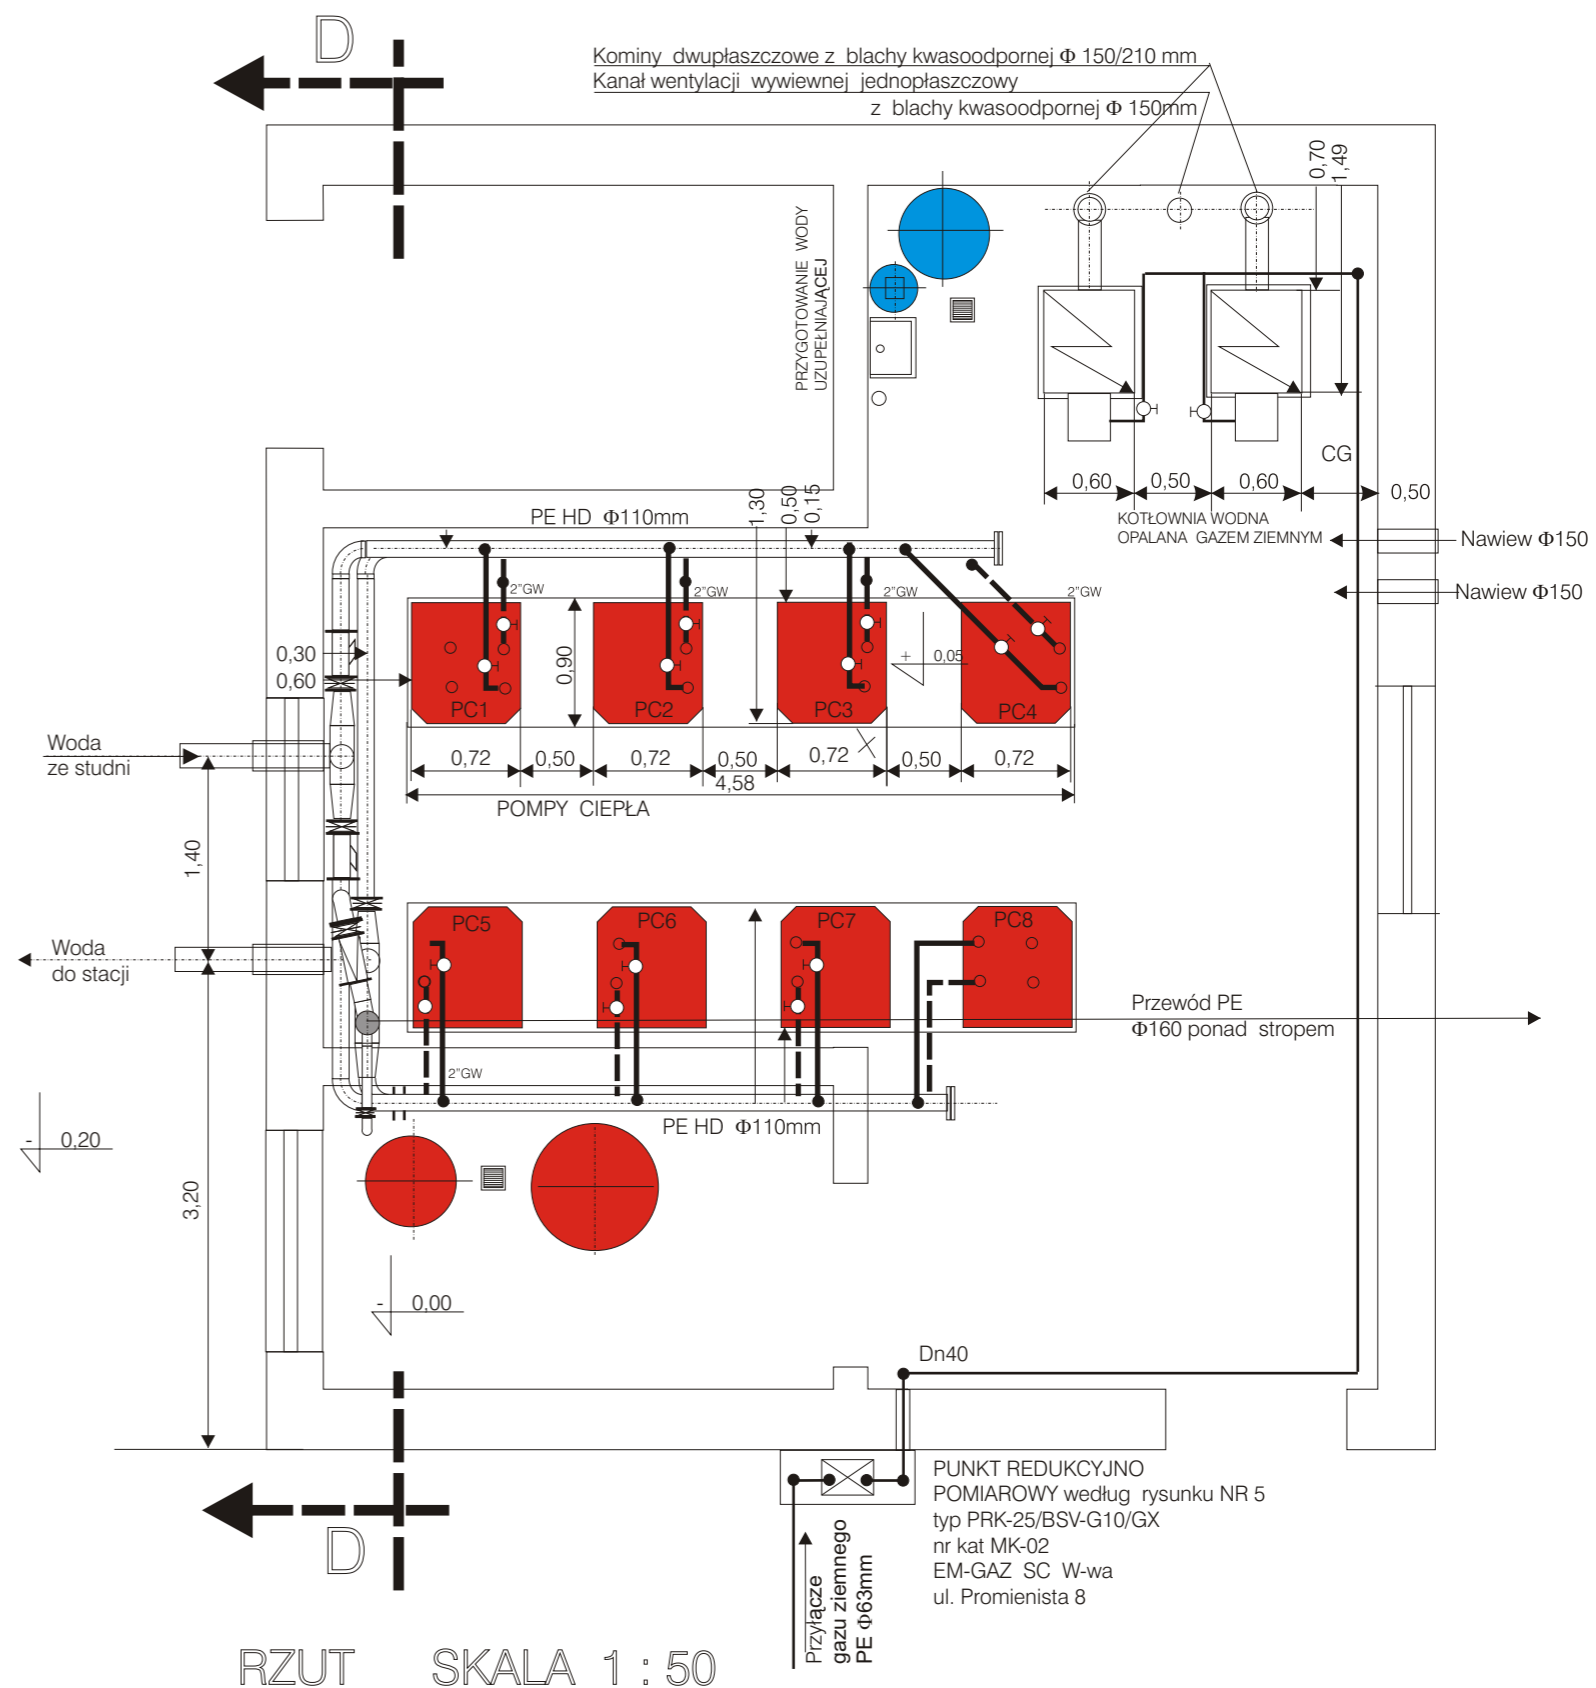 D
Kominy dwupłaszczowe z blachy kwasoodpornej Φ 150/210 mm
Kanał wentylacji wywiewnej jednopłaszczowy
z blachy kwasoodpornej Φ 150mm
0,70
1,49
PRZYGOTOWANIE WODY
UZUPEŁNIAJĄCEJ
CG
0,60
0,50
0,60
0,50
KOTŁOWNIA WODNA
OPALANA GAZEM ZIEMNYM
Nawiew Φ150
Nawiew Φ150
PE HD Φ110mm
1,30
0,50
0,15
2"GW
2"GW
2"GW
2"GW
0,30
0,60
0,90
+ 0,05
PC1
PC2
PC3
PC4
Woda
ze studni
0,72
0,50
0,72
0,50
0,72
0,50
0,72
4,58
POMPY CIEPŁA
1,40
PC5
PC6
PC7
PC8
Woda
do stacji
Przewód PE
Φ160 ponad stropem
2"GW
PE HD Φ110mm
- 0,20
3,20
- 0,00
Dn40
PUNKT REDUKCYJNO
POMIAROWY według rysunku NR 5
typ PRK-25/BSV-G10/GX
nr kat MK-02
EM-GAZ SC W-wa
ul. Promienista 8
Przyłącze
gazu ziemnego
PE Φ63mm
D
RZUT SKALA 1 : 50